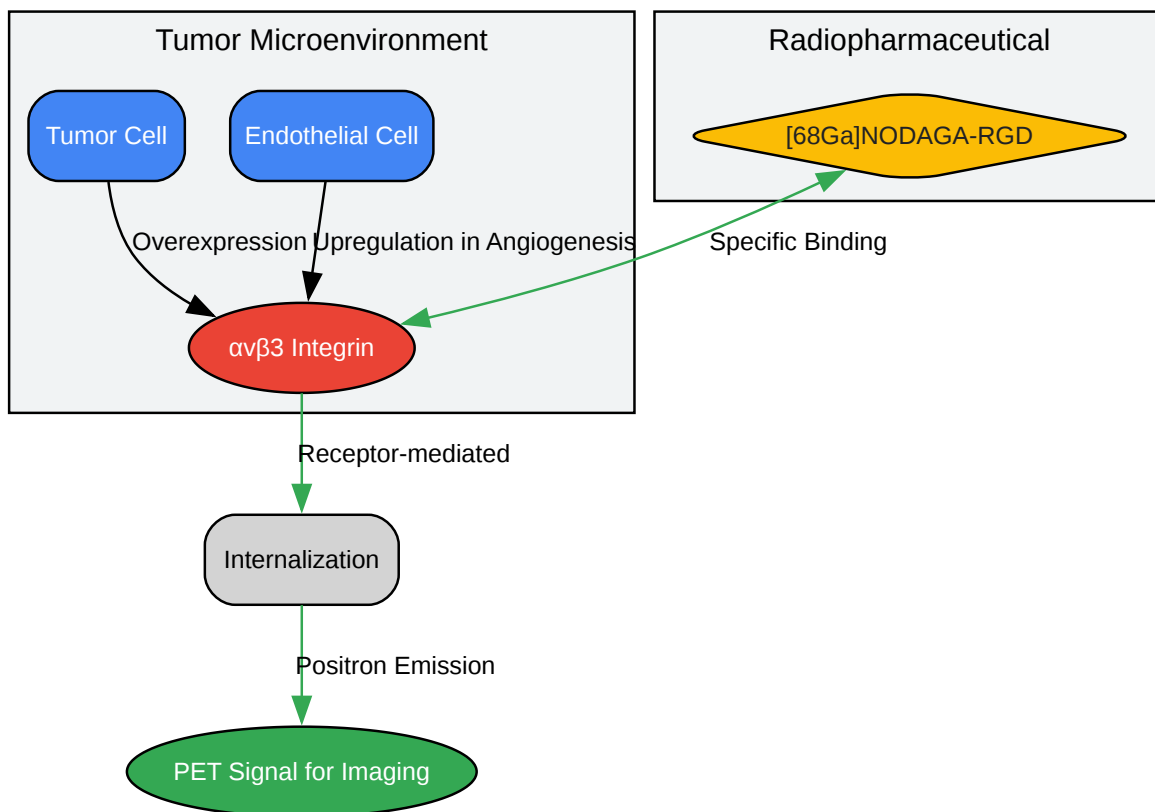 Tumor Microenvironment
Radiopharmaceutical
Tumor Cell
Endothelial Cell
[68Ga]NODAGA-RGD
Overexpression
Upregulation in Angiogenesis
Specific Binding
αvβ3 Integrin
Receptor-mediated
Internalization
Positron Emission
PET Signal for Imaging